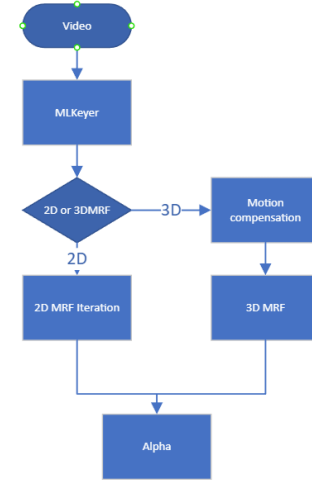 Video
MLKeyer
2D or 3DMRF
3D
Motion
compensation
2D
2D MRF Iteration
3D MRF
Alpha